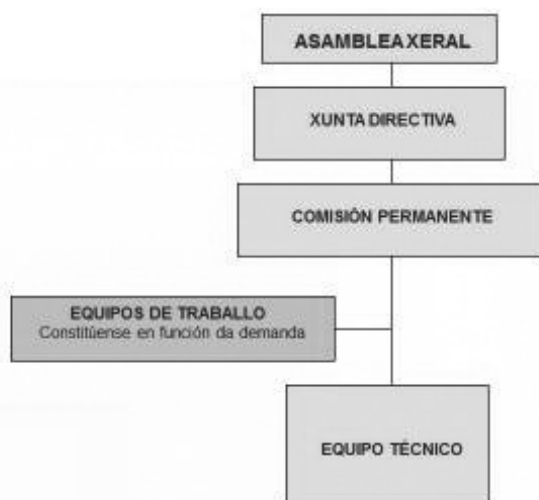 ASAMBLEA XERAL
XUNTA DIRECTIVA
COMISIÓN PERMANENTE
EQUIPOS DE TRABALLO
Constitúense en función da demanda
EQUIPO TÉCNICO